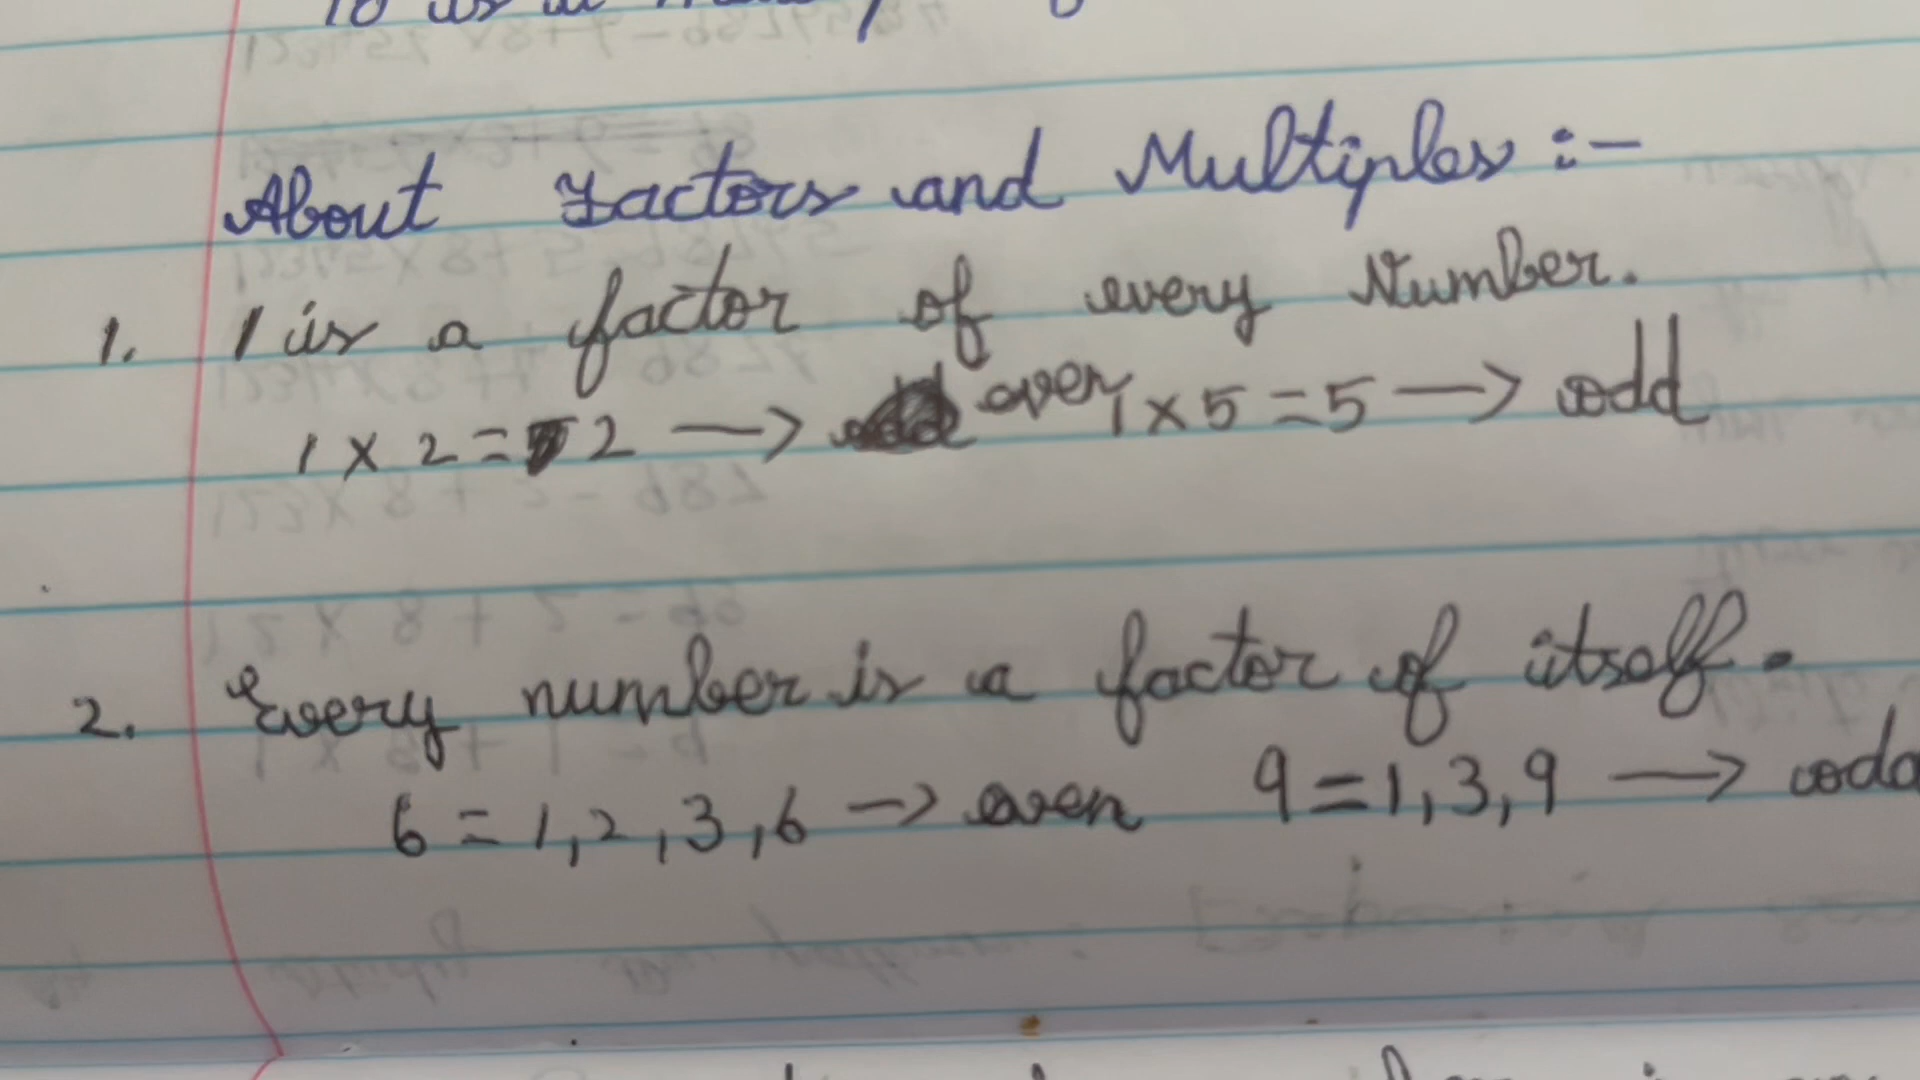 About Factors and Multiples :-
1. 1 is a factor of every Number.
1 x 2 = 2 → even 1 x 5 = 5 → odd
2. Every number is a factor of itself.
6 = 1, 2, 3, 6 → even 9 = 1, 3, 9 → odd